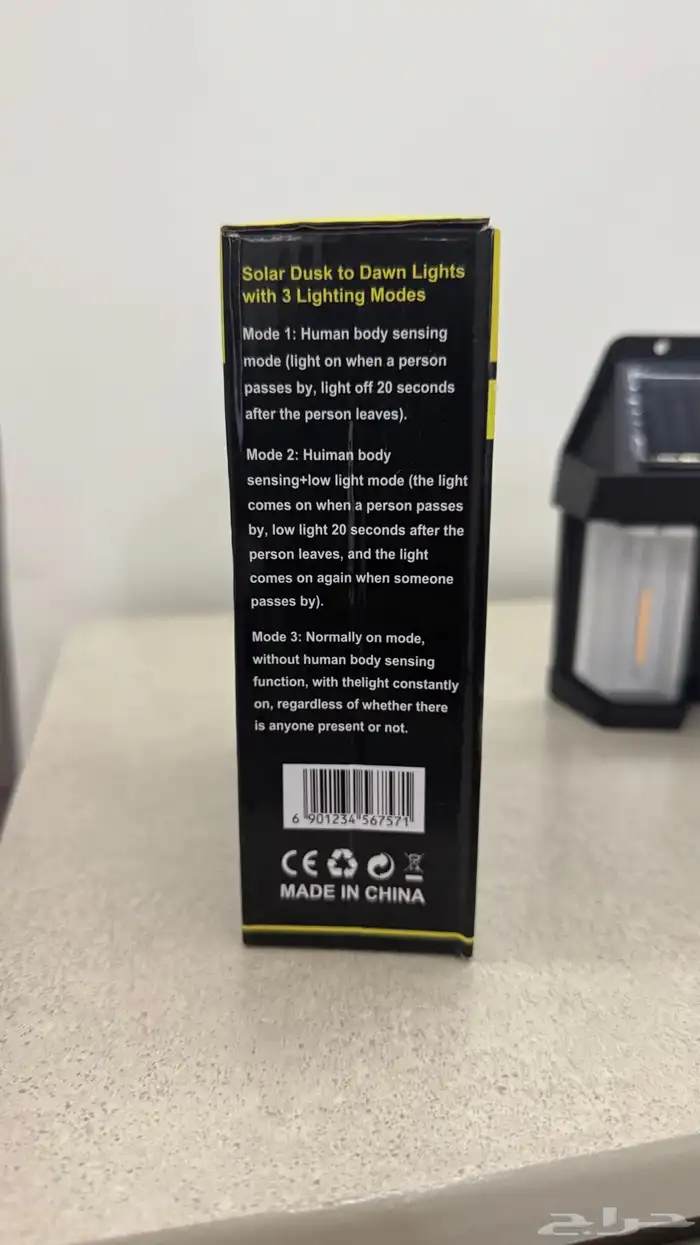 Solar Dusk to Dawn Lights
with 3 Lighting Modes
Mode 1: Human body sensing
mode (light on when a person
passes by, light off 20 seconds
after the person leaves).
Mode 2: Huiman body
sensing+low light mode (the light
comes on when a person passes
by, low light 20 seconds after the
person leaves, and the light
comes on again when someone
passes by).
Mode 3: Normally on mode,
without human body sensing
function, with thelight constantly
on, regardless of whether there
is anyone present or not.
6 901234 567571
CE
MADE IN CHINA
حراج